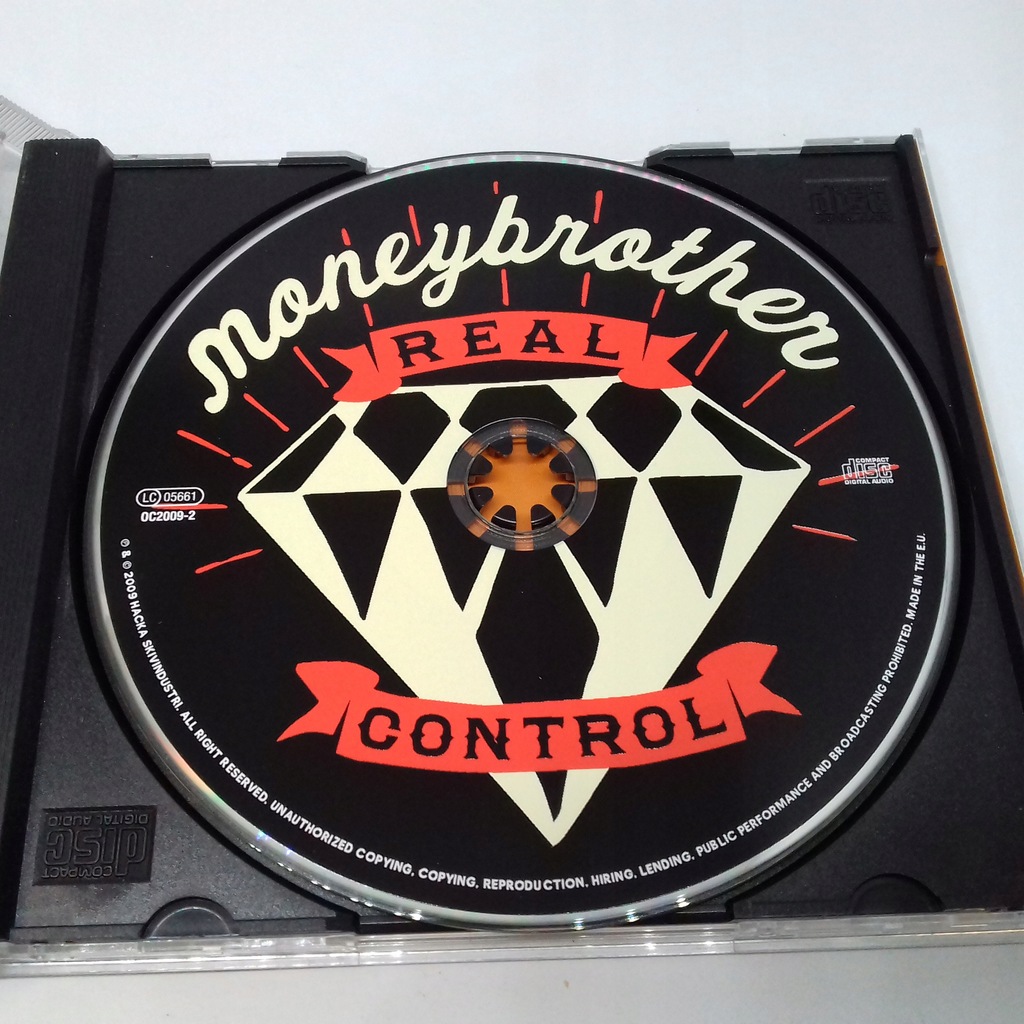 moneybrother
REAL
LC 05661
OC2009-2
COMPACT
disc
DIGITAL AUDIO
CONTROL
℗ & © 2009 HACKA SKIVINDUSTRI. ALL RIGHT RESERVED. UNAUTHORIZED COPYING, COPYING, REPRODUCTION. HIRING. LENDING. PUBLIC PERFORMANCE AND BROADCASTING PROHIBITED. MADE IN THE E.U.
COMPACT
disc
DIGITAL AUDIO
disc